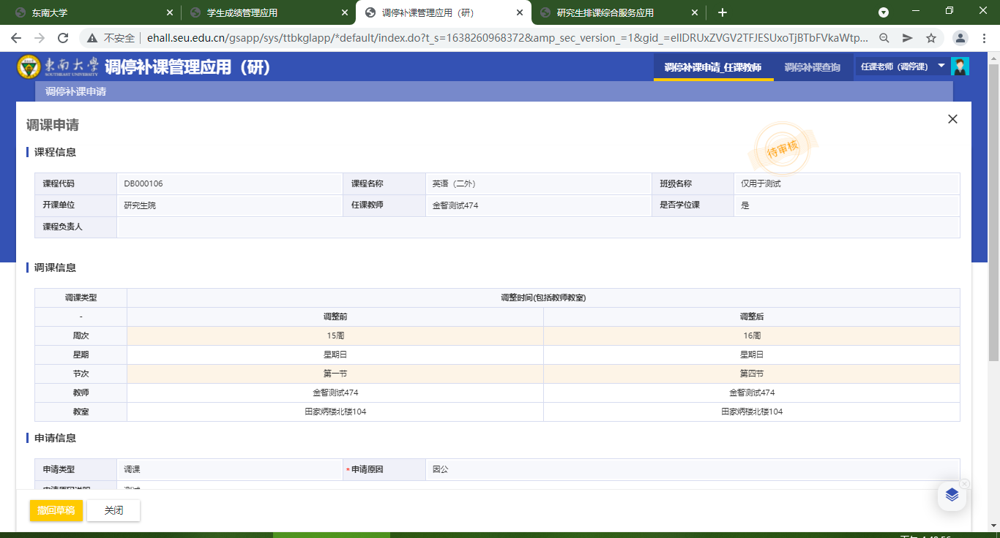 东南大学
学生成绩管理应用
调停补课管理应用（研）
研究生排课综合服务应用
不安全
ehall.seu.edu.cn/gsapp/sys/ttbkglapp/*default/index.do?t_s=1638260968372&amp_sec_version_=1&gid_=ellDRUxZVGV2TFJESUxoTjBTbFVkaWtp...
東南大學
SOUTHEAST UNIVERSITY
调停补课管理应用（研）
调停补课申请_任课教师
调停补课查询
任课老师（调停课）
调停补课申请
调课申请
待审核
课程信息
课程代码 DB000106 课程名称 英语（二外） 班级名称 仅用于测试
开课单位 研究生院 任课教师 金智测试474 是否学位课 是
课程负责人
调课信息
调课类型 调整时间(包括教师教室)
- 调整前 调整后
周次 15周 16周
星期 星期日 星期日
节次 第一节 第四节
教师 金智测试474 金智测试474
教室 田家炳楼北楼104 田家炳楼北楼104
申请信息
申请类型 调课 * 申请原因 因公
撤回草稿
关闭